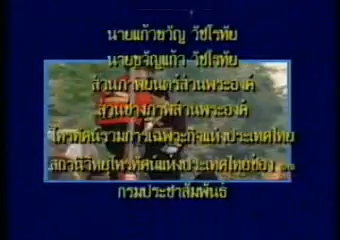 นายแก้วขวัญ วัชโรทัย
นายขวัญแก้ว วัชโรทัย
ส่วนภาพยนตร์ส่วนพระองค์
ส่วนช่างภาพส่วนพระองค์
โทรทัศน์รวมการเฉพาะกิจแห่งประเทศไทย
สถานีวิทยุโทรทัศน์แห่งประเทศไทยช่อง
กรมประชาสัมพันธ์